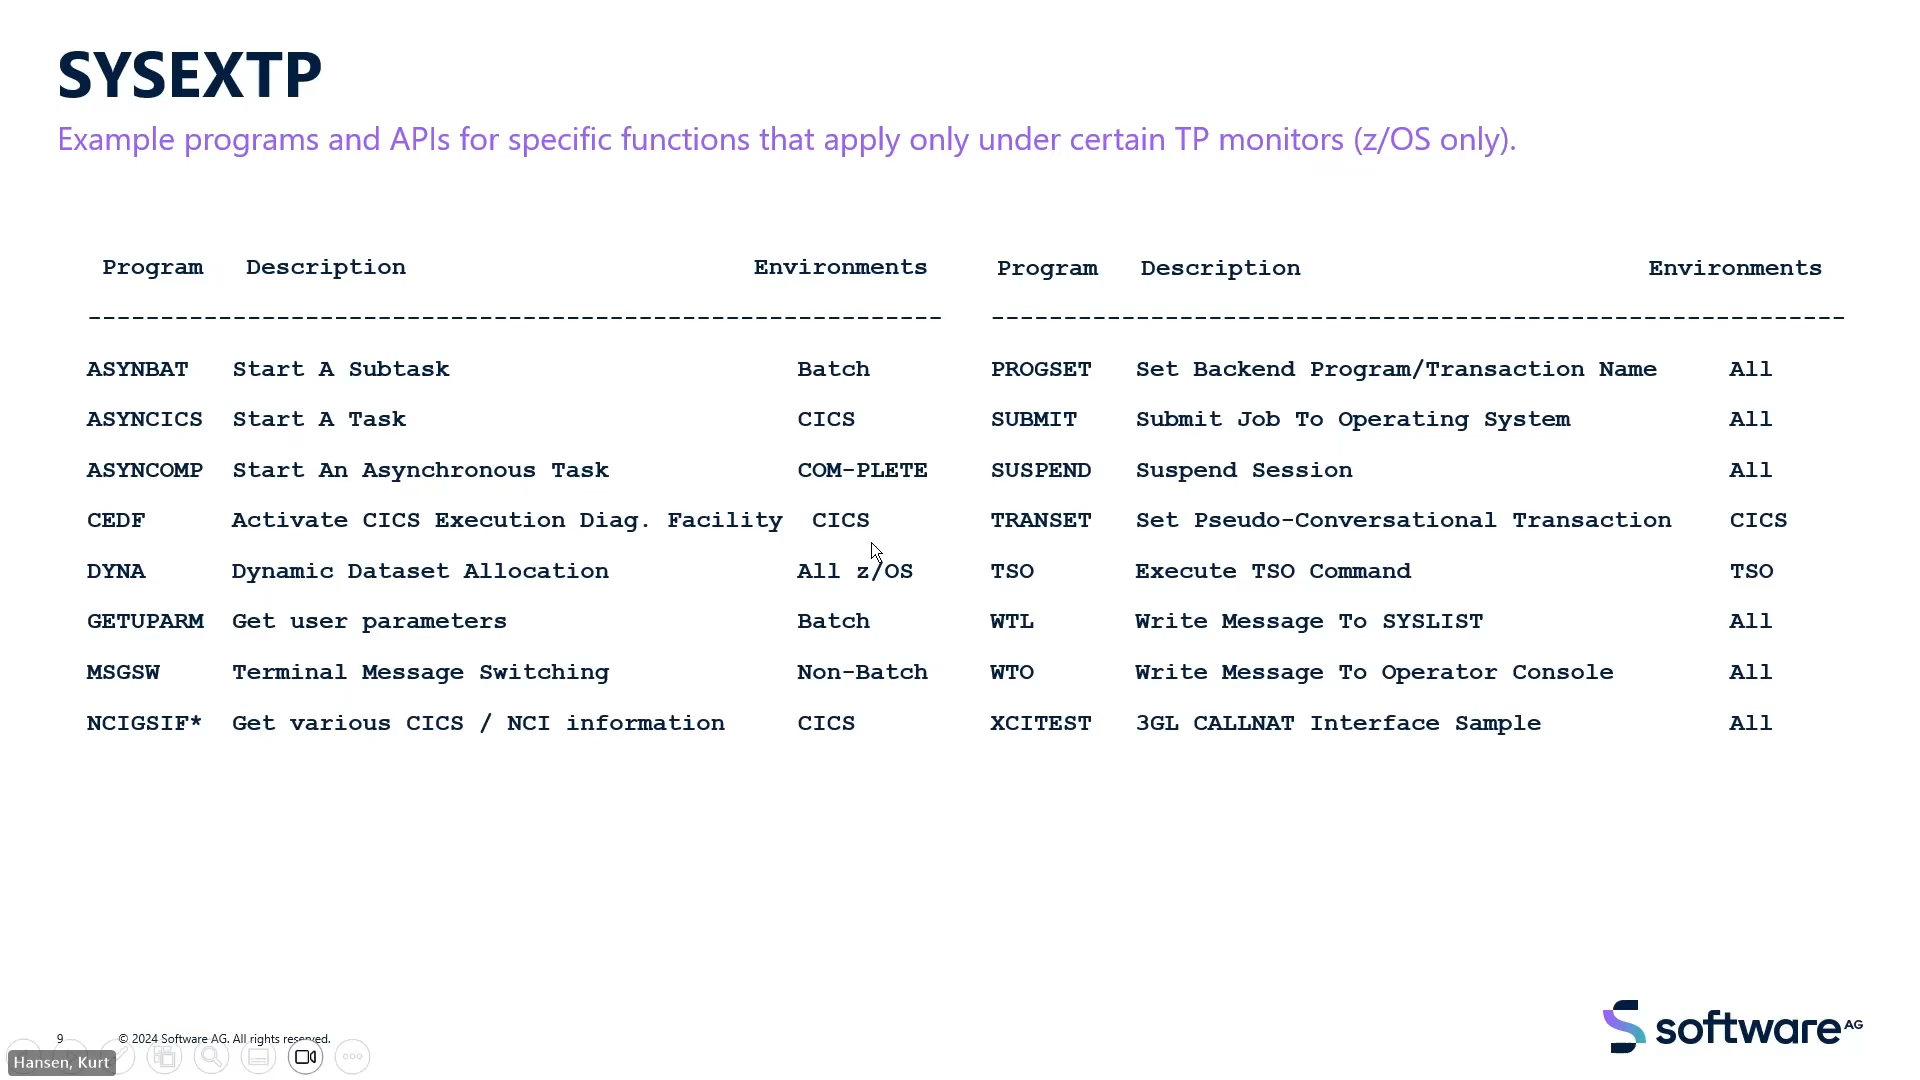 SYSEXTP
Example programs and APIs for specific functions that apply only under certain TP monitors (z/OS only).
Program Description Environments
------------------------------------------------------------
ASYNBAT Start A Subtask Batch
ASYNCICS Start A Task CICS
ASYNCOMP Start An Asynchronous Task COM-PLETE
CEDF Activate CICS Execution Diag. Facility CICS
DYNA Dynamic Dataset Allocation All z/OS
GETUPARM Get user parameters Batch
MSGSW Terminal Message Switching Non-Batch
NCIGSIF* Get various CICS / NCI information CICS
Program Description Environments
------------------------------------------------------------
PROGSET Set Backend Program/Transaction Name All
SUBMIT Submit Job To Operating System All
SUSPEND Suspend Session All
TRANSET Set Pseudo-Conversational Transaction CICS
TSO Execute TSO Command TSO
WTL Write Message To SYSLIST All
WTO Write Message To Operator Console All
XCITEST 3GL CALLNAT Interface Sample All
9 © 2024 Software AG. All rights reserved.
Hansen, Kurt
software AG